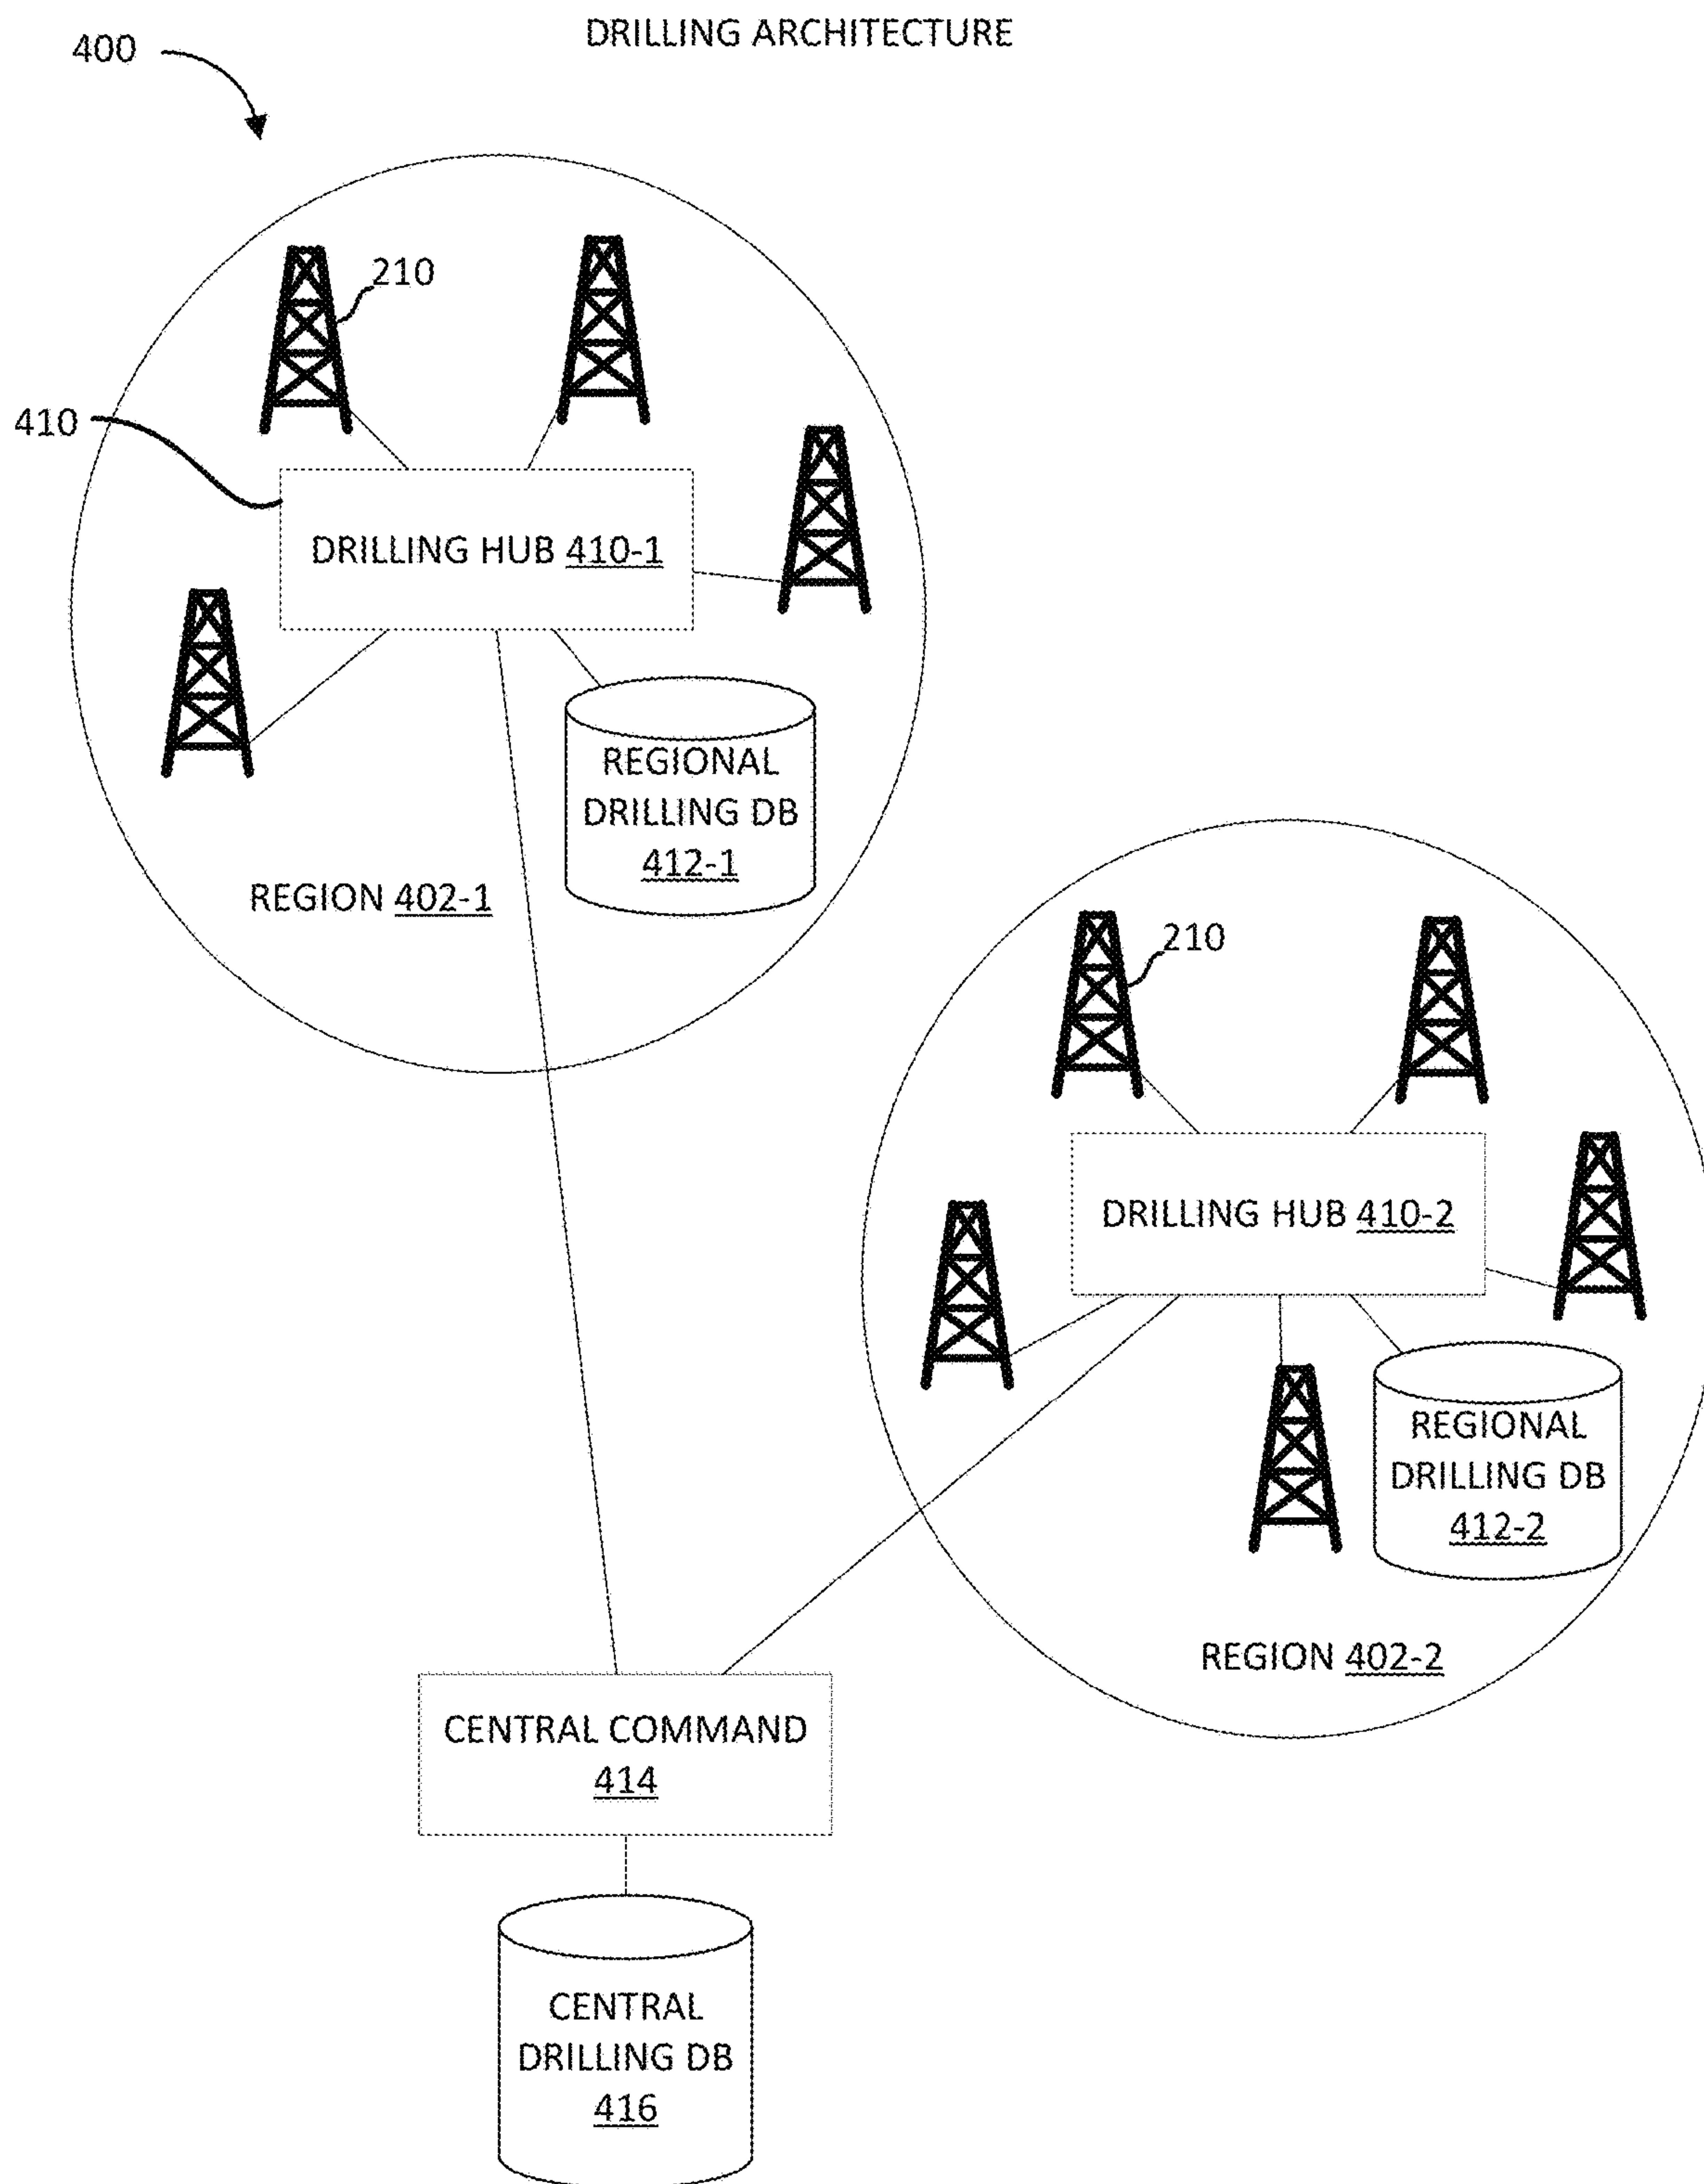 DRILLING ARCHITECTURE
400
210
410
DRILLING HUB 410-1
REGIONAL
DRILLING DB
412-1
REGION 402-1
210
DRILLING HUB 410-2
REGIONAL
DRILLING DB
412-2
REGION 402-2
CENTRAL COMMAND
414
CENTRAL
DRILLING DB
416